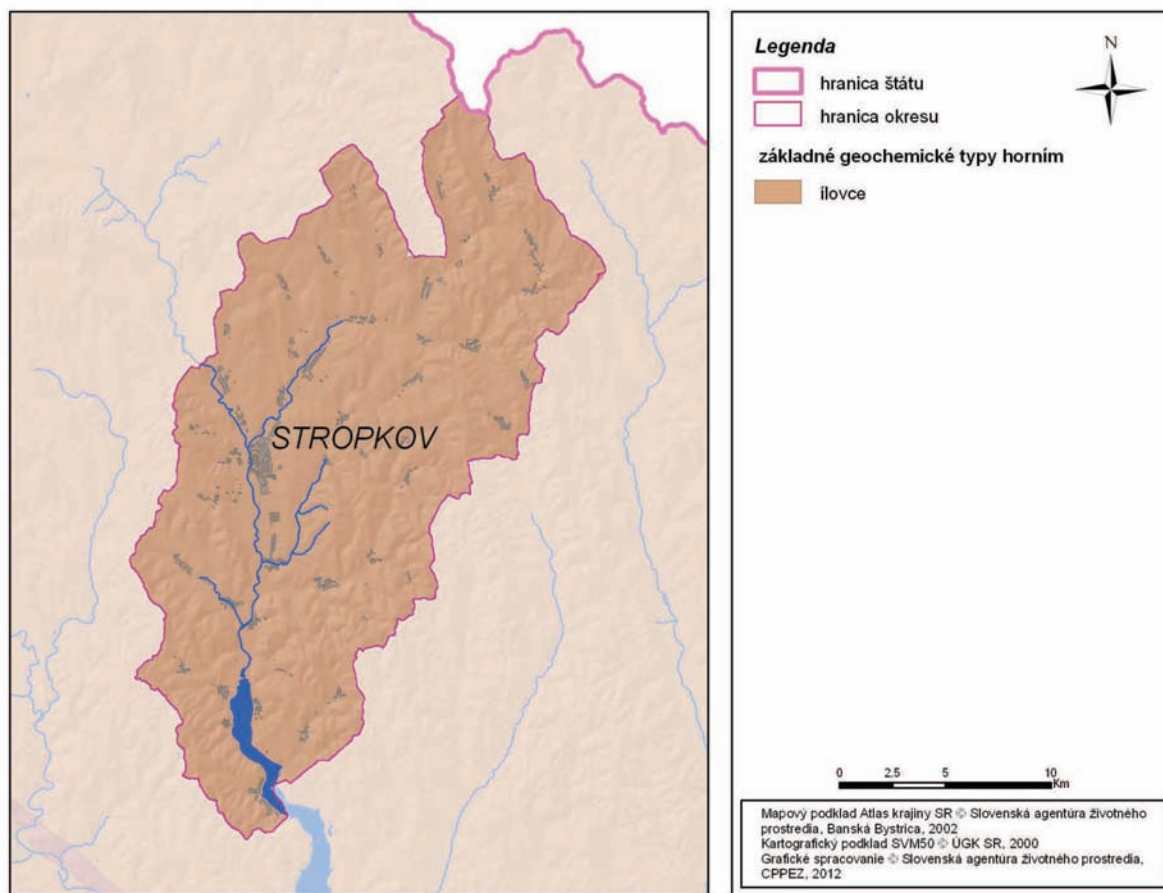 STROPKOV
Legenda
N
hranica štátu
hranica okresu
základné geochemické typy horním
ílovce
0 2.5 5 10
Km
Mapový podklad Atlas krajiny SR © Slovenská agentúra životného
prostredia, Banská Bystrica, 2002
Kartografický podklad SVM50 © ÚGK SR, 2000
Grafické spracovanie © Slovenská agentúra životného prostredia,
CPPEZ, 2012